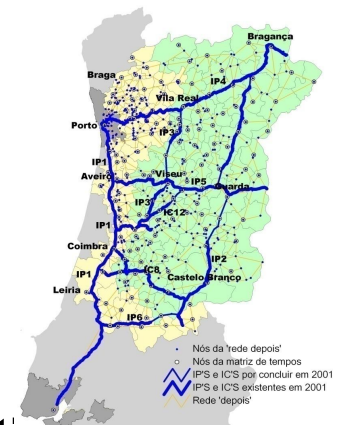 Bragança
IP4
Braga
Vila Real
Porto
IP3
IP1
Viseu
Aveiro
IP5
Guarda
IP3
IC12
IP1
Coimbra
IP2
IC8
IP1
Castelo Branco
Leiria
IP6
Nós da 'rede depois'
Nós da matriz de tempos
IP'S e IC'S por concluir em 2001
IP'S e IC'S existentes em 2001
Rede 'depois'